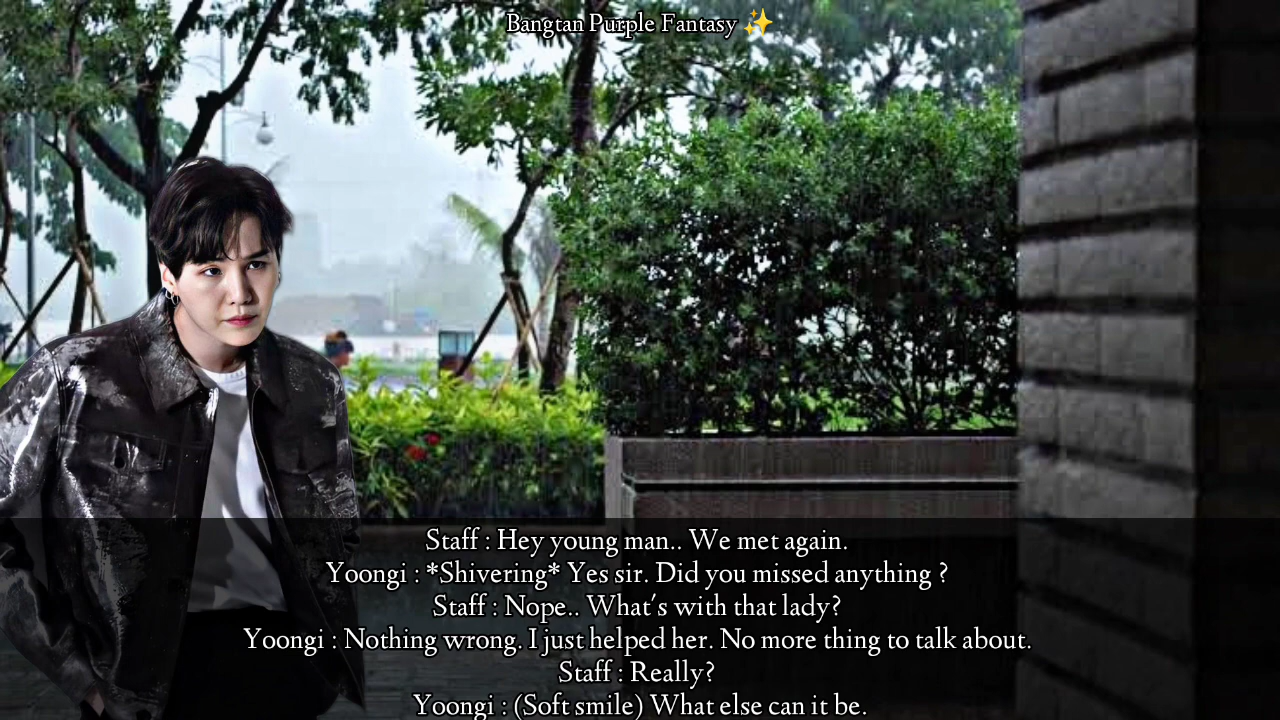 Bangtan Purple Fantasy ✨
Staff : Hey young man.. We met again.
Yoongi : *Shivering* Yes sir. Did you missed anything ?
Staff : Nope.. What's with that lady?
Yoongi : Nothing wrong. I just helped her. No more thing to talk about.
Staff : Really?
Yoongi : (Soft smile) What else can it be.